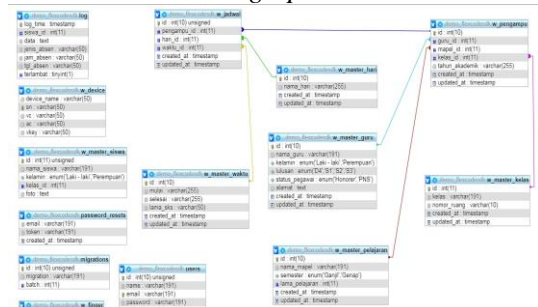 log
log_time : timestamp
siswa_id : int(11)
data : text
jenis_absen : varchar(50)
jam_absen : varchar(50)
tgl_absen : varchar(50)
terlambat : tinyint(1)
w_device
device_name : varchar(50)
sn : varchar(50)
vc : varchar(50)
ac : varchar(50)
vkey : varchar(50)
w_master_siswa
id : int(11) unsigned
nama_siswa : varchar(191)
kelamin : enum('Laki - laki','Perempuan')
kelas_id : int(11)
foto : text
password_resets
email : varchar(191)
token : varchar(191)
created_at : timestamp
migrations
id : int(10) unsigned
migration : varchar(191)
batch : int(11)
w_finger
w_jadwal
id : int(10) unsigned
pengampu_id : int(11)
hari_id : int(11)
waktu_id : int(11)
created_at : timestamp
updated_at : timestamp
w_master_waktu
id : int(10)
mulai : varchar(255)
selesai : varchar(255)
lama_sks : varchar(50)
created_at : timestamp
updated_at : timestamp
users
id : int(10) unsigned
name : varchar(191)
email : varchar(191)
password : varchar(191)
w_master_hari
id : int(10)
nama_hari : varchar(255)
created_at : timestamp
updated_at : timestamp
w_master_guru
id : int(10)
nama_guru : varchar(191)
kelamin : enum('Laki - laki','Perempuan')
lulusan : enum('D4','S1','S2','S3')
status_pegawai : enum('Honorer','PNS')
alamat : text
created_at : timestamp
updated_at : timestamp
w_master_pelajaran
id : int(10)
nama_mapel : varchar(191)
semester : enum('Ganjil','Genap')
lama_pelajaran : int(11)
created_at : timestamp
updated_at : timestamp
w_pengampu
id : int(10)
guru_id : int(11)
mapel_id : int(11)
kelas_id : int(11)
tahun_akademik : varchar(255)
created_at : timestamp
updated_at : timestamp
w_master_kelas
id : int(11)
kelas : varchar(191)
nomor_ruang : varchar(10)
created_at : timestamp
updated_at : timestamp